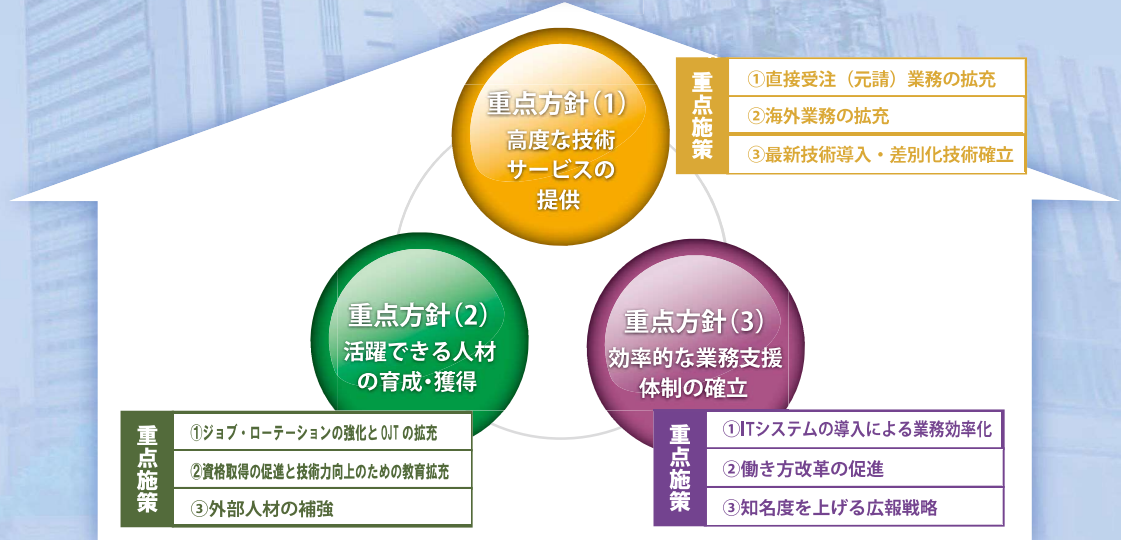 重点方針(1)
高度な技術
サービスの
提供
重点施策
①直接受注（元請）業務の拡充
②海外業務の拡充
③最新技術導入・差別化技術確立
重点方針(2)
活躍できる人材
の育成・獲得
重点施策
①ジョブ・ローテーションの強化とOJTの拡充
②資格取得の促進と技術力向上のための教育拡充
③外部人材の補強
重点方針(3)
効率的な業務支援
体制の確立
重点施策
①ITシステムの導入による業務効率化
②働き方改革の促進
③知名度を上げる広報戦略